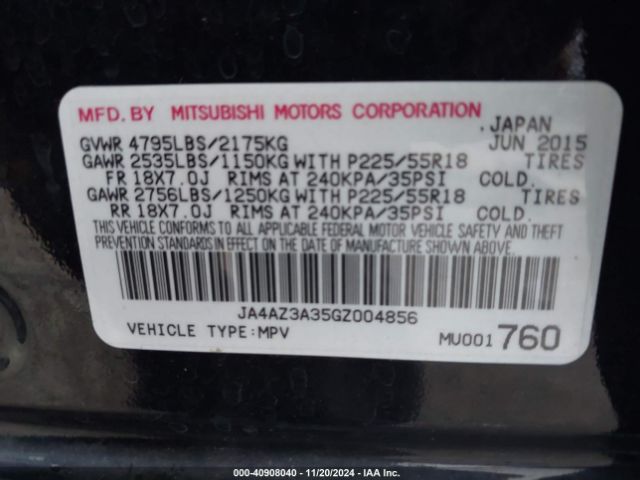 MFD. BY MITSUBISHI MOTORS CORPORATION
, JAPAN
GVWR 4795LBS/2175KG JUN 2015
GAWR 2535LBS/1150KG WITH P225/55R18 TIRES
FR 18X7.0J RIMS AT 240KPA/35PSI COLD.
GAWR 2756LBS/1250KG WITH P225/55R18 TIRES
RR 18X7.0J RIMS AT 240KPA/35PSI COLD.
THIS VEHICLE CONFORMS TO ALL APPLICABLE FEDERAL MOTOR VEHICLE SAFETY AND THEFT
PREVENTION STANDARDS IN EFFECT ON THE DATE OF MANUFACTURE SHOWN ABOVE.
JA4AZ3A35GZ004856
VEHICLE TYPE:MPV MU001 760
000-40908040 - 11/20/2024 - IAA Inc.